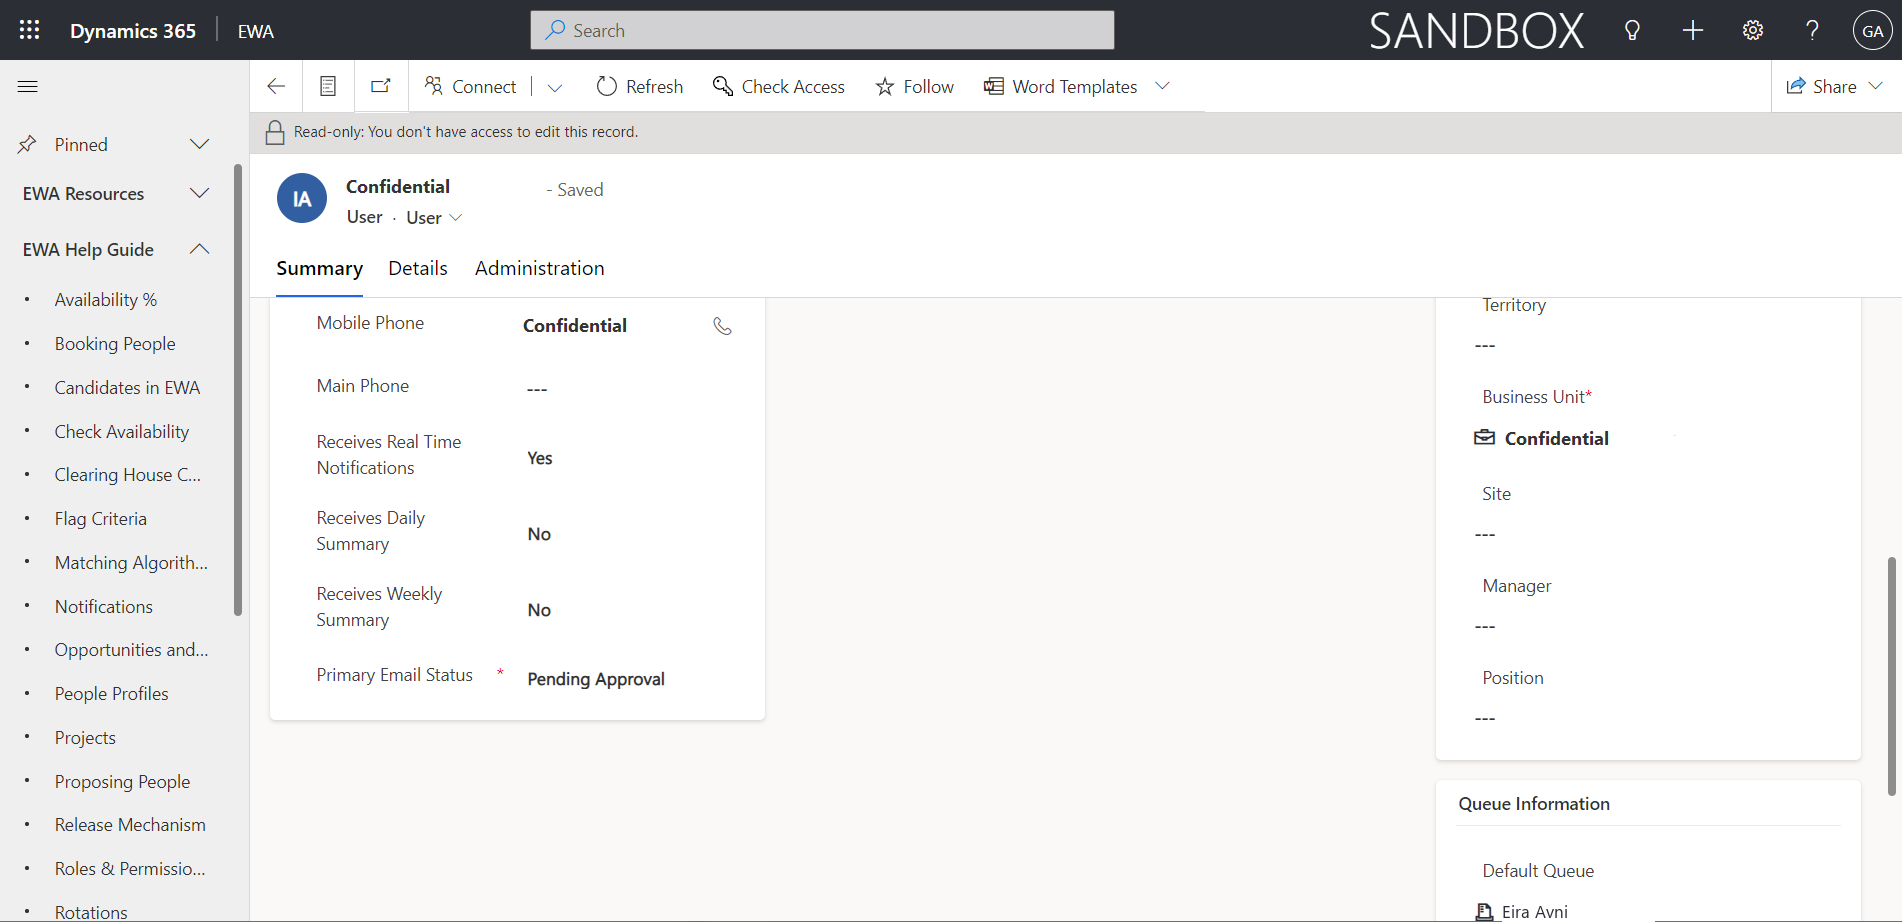 Dynamics 365 EWA Search SANDBOX GA
Connect Refresh Check Access Follow Word Templates Share
Read-only: You don't have access to edit this record.
Pinned
EWA Resources
EWA Help Guide
• Availability %
• Booking People
• Candidates in EWA
• Check Availability
• Clearing House C...
• Flag Criteria
• Matching Algorith...
• Notifications
• Opportunities and...
• People Profiles
• Projects
• Proposing People
• Release Mechanism
• Roles & Permissio...
• Rotations
IA
Confidential - Saved
User · User
Summary Details Administration
Mobile Phone Confidential
Main Phone ---
Receives Real Time
Notifications Yes
Receives Daily
Summary No
Receives Weekly
Summary No
Primary Email Status * Pending Approval
Territory
---
Business Unit*
Confidential
Site
---
Manager
---
Position
---
Queue Information
Default Queue
Eira Avni